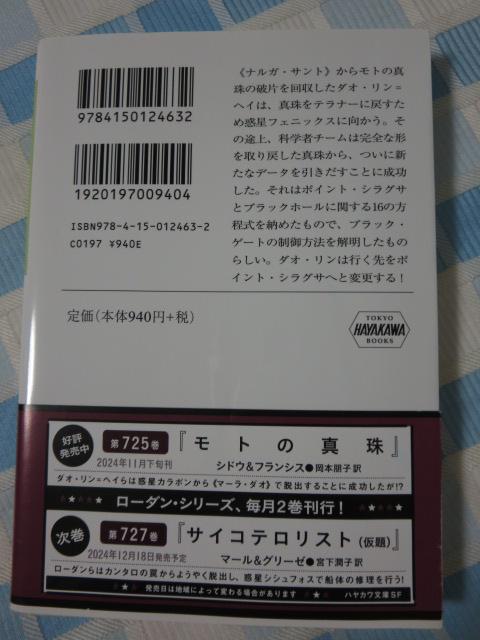 《ナルガ・サント》からモトの真
珠の破片を回収したダオ・リン＝
ヘイは、真珠をテラナーに戻すため
惑星フェニックスに向かう。そ
の途上、科学者チームは完全な形
を取り戻した真珠から、ついに新
たなデータを引きだすことに成功
した。それはポイント・シラグサ
とブラックホールに関する16の方
程式を納めたもので、ブラック・
ゲートの制御方法を解明したもの
らしい。ダオ・リンは行く先をポ
イント・シラグサへと変更する！
9784150124632
1920197009404
ISBN978-4-15-012463-2
C0197 ¥940E
定価（本体940円+税）
TOKYO
HAYAKAWA
BOOKS
好評
発売中
第725巻
『モトの真珠』
2024年11月下旬刊
シドウ&フランシス●岡本朋子訳
ダオ・リン=ヘイらは惑星カラボンから《マーラ・ダオ》で脱出することに成功したが!?
ローダン・シリーズ、毎月2巻刊行！
次巻
第727巻
『サイコテロリスト（仮題）』
2024年12月18日発売予定
マール&グリーゼ●宮下潤子訳
ローダンらはカンタロの罠からようやく脱出し、惑星シシュフォスで船体の修理を行う!
発売日は地域によって変わる場合があります
ハヤカワ文庫SF